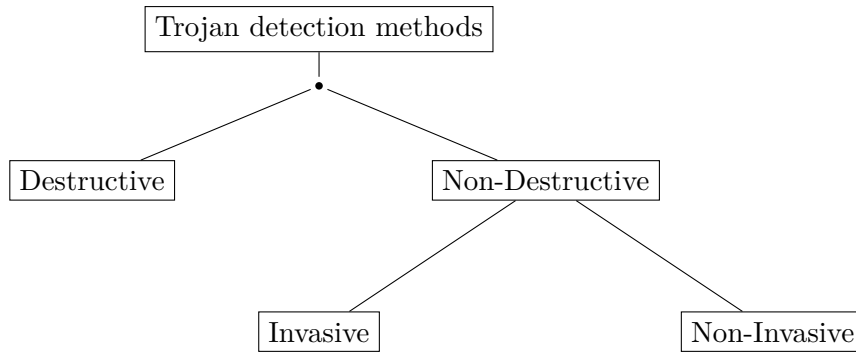 Trojan detection methods
Destructive
Non-Destructive
Invasive
Non-Invasive